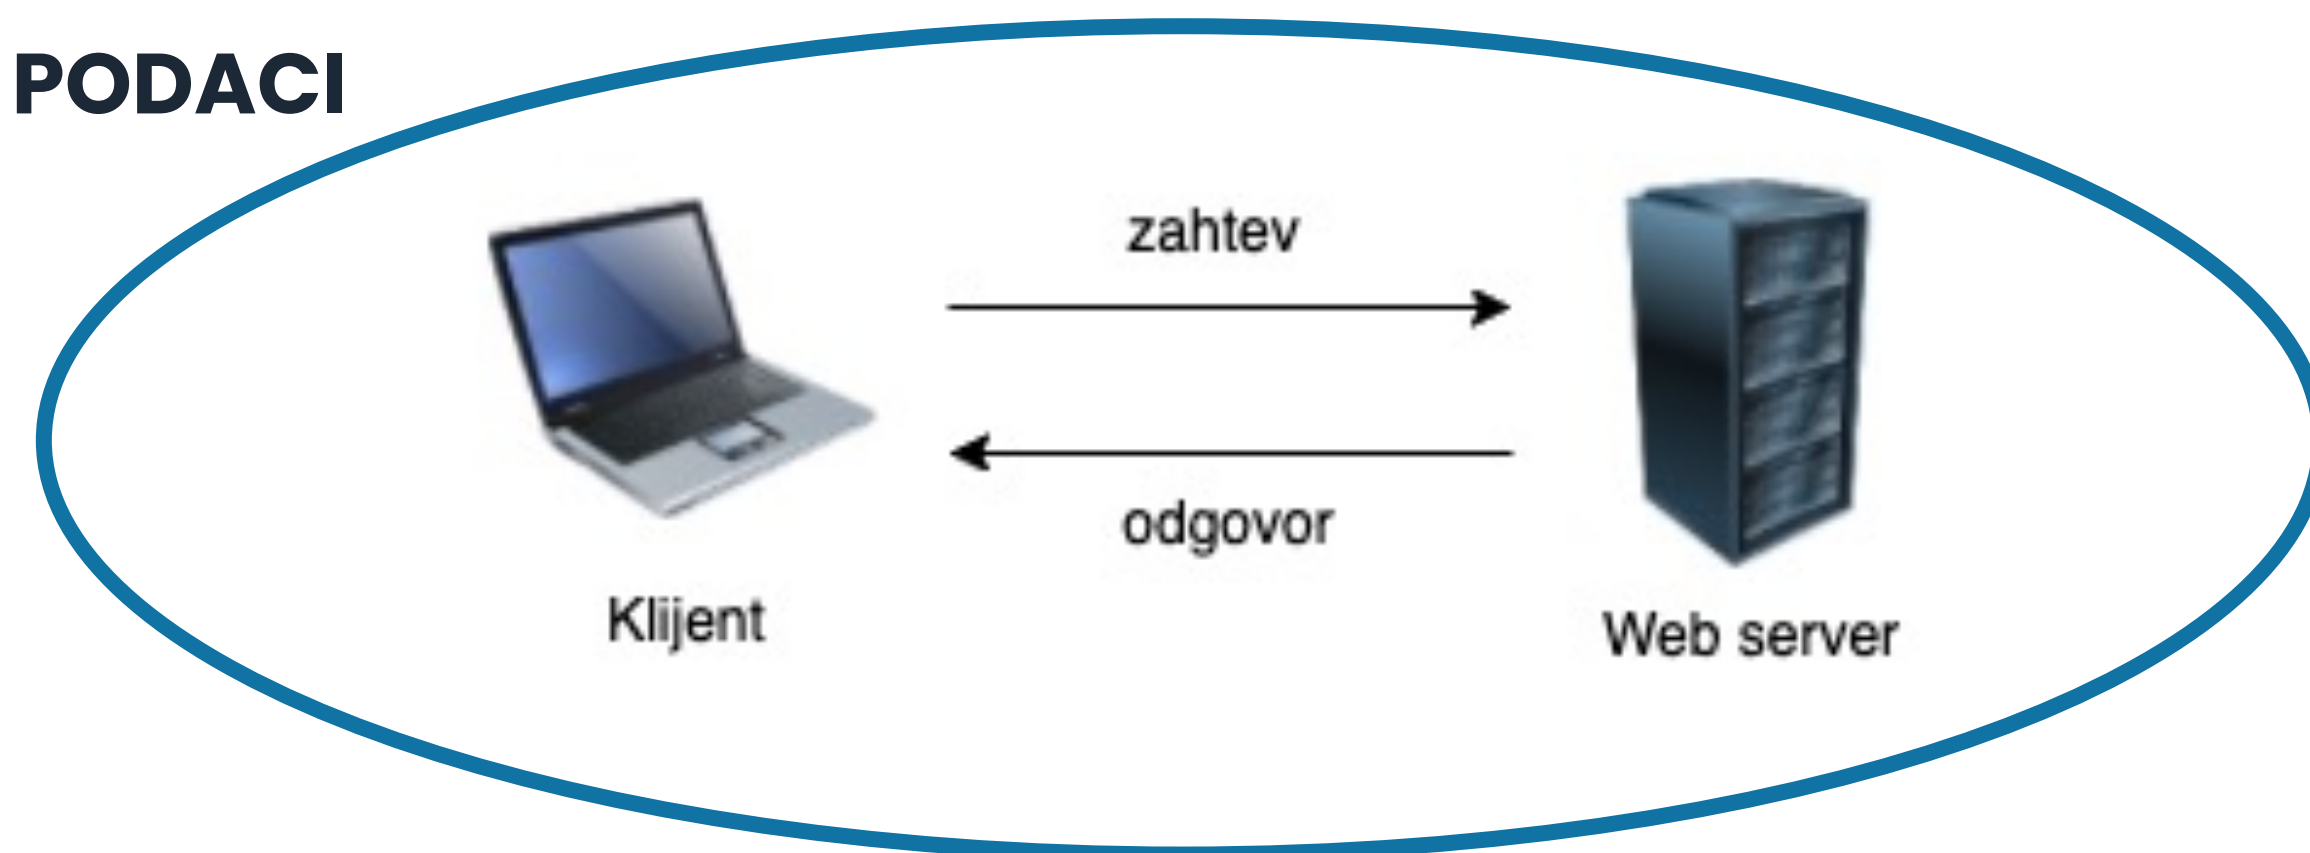 PODACI
zahtev
odgovor
Klijent
Web server